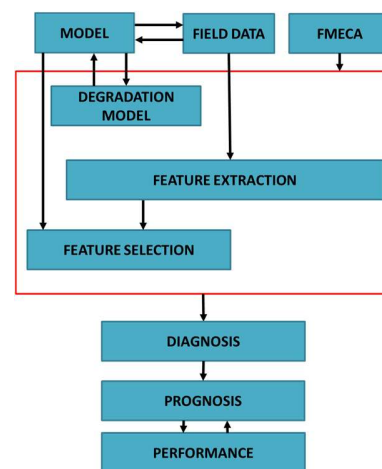 MODEL
FIELD DATA
FMECA
DEGRADATION
MODEL
FEATURE EXTRACTION
FEATURE SELECTION
DIAGNOSIS
PROGNOSIS
PERFORMANCE